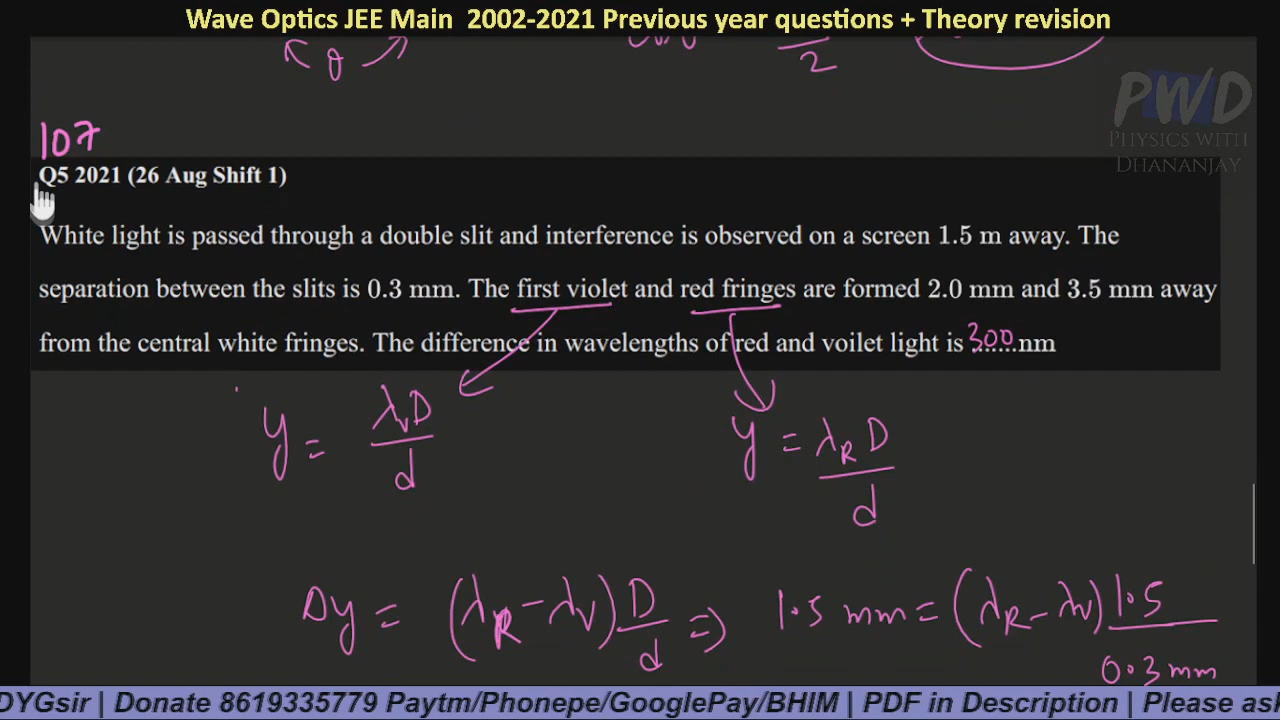 Wave Optics JEE Main 2002-2021 Previous year questions + Theory revision
θ
2
PWD
PHYSICS WITH
DHANANJAY
107
Q5 2021 (26 Aug Shift 1)
White light is passed through a double slit and interference is observed on a screen 1.5 m away. The
separation between the slits is 0.3 mm. The first violet and red fringes are formed 2.0 mm and 3.5 mm away
from the central white fringes. The difference in wavelengths of red and voilet light is 300......nm
y = λvD/d y = λR D/d
Dy = (λR - λv) D/d => 1.5 mm = (λR - λv) 1.5/0.3 mm
DYGsir | Donate 8619335779 Paytm/Phonepe/GooglePay/BHIM | PDF in Description | Please as